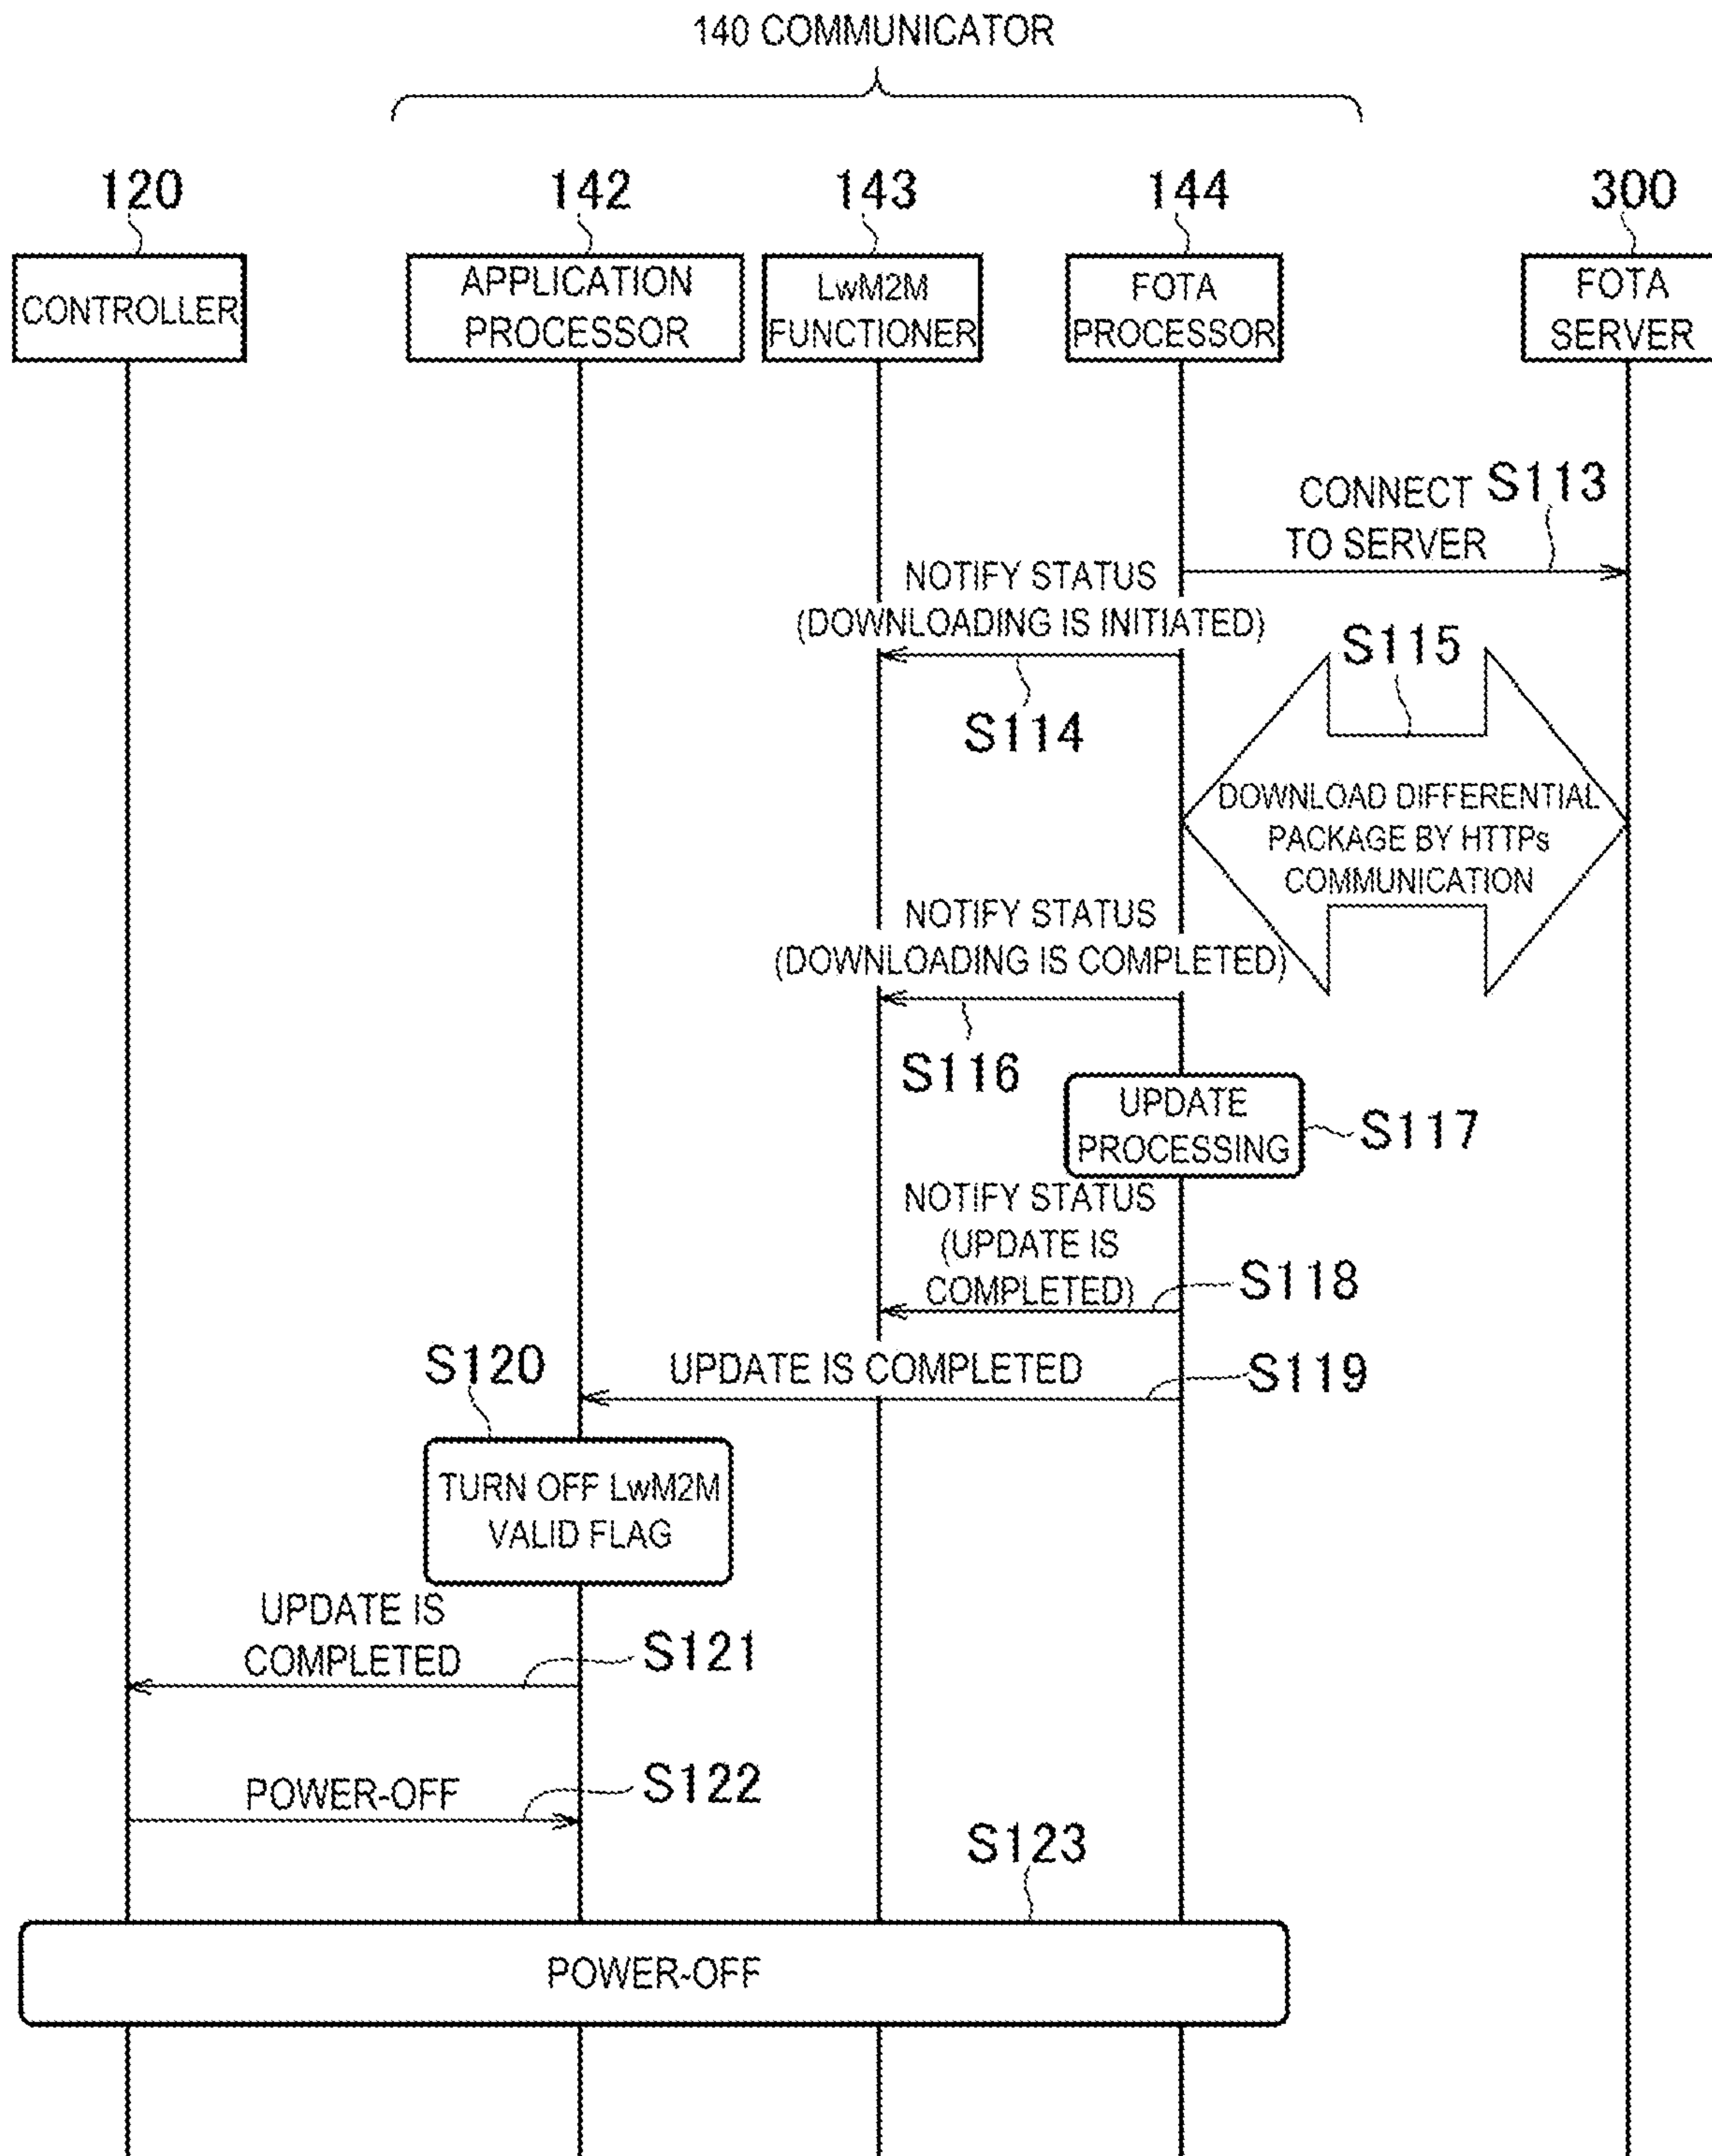 140 COMMUNICATOR
120
142
143
144
300
CONTROLLER
APPLICATION
PROCESSOR
LwM2M
FUNCTIONER
FOTA
PROCESSOR
FOTA
SERVER
CONNECT
TO SERVER
S113
NOTIFY STATUS
(DOWNLOADING IS INITIATED)
S114
S115
DOWNLOAD DIFFERENTIAL
PACKAGE BY HTTPs
COMMUNICATION
NOTIFY STATUS
(DOWNLOADING IS COMPLETED)
S116
UPDATE
PROCESSING
S117
NOTIFY STATUS
(UPDATE IS
COMPLETED)
S118
UPDATE IS COMPLETED
S119
S120
TURN OFF LwM2M
VALID FLAG
UPDATE IS
COMPLETED
S121
POWER-OFF
S122
S123
POWER-OFF